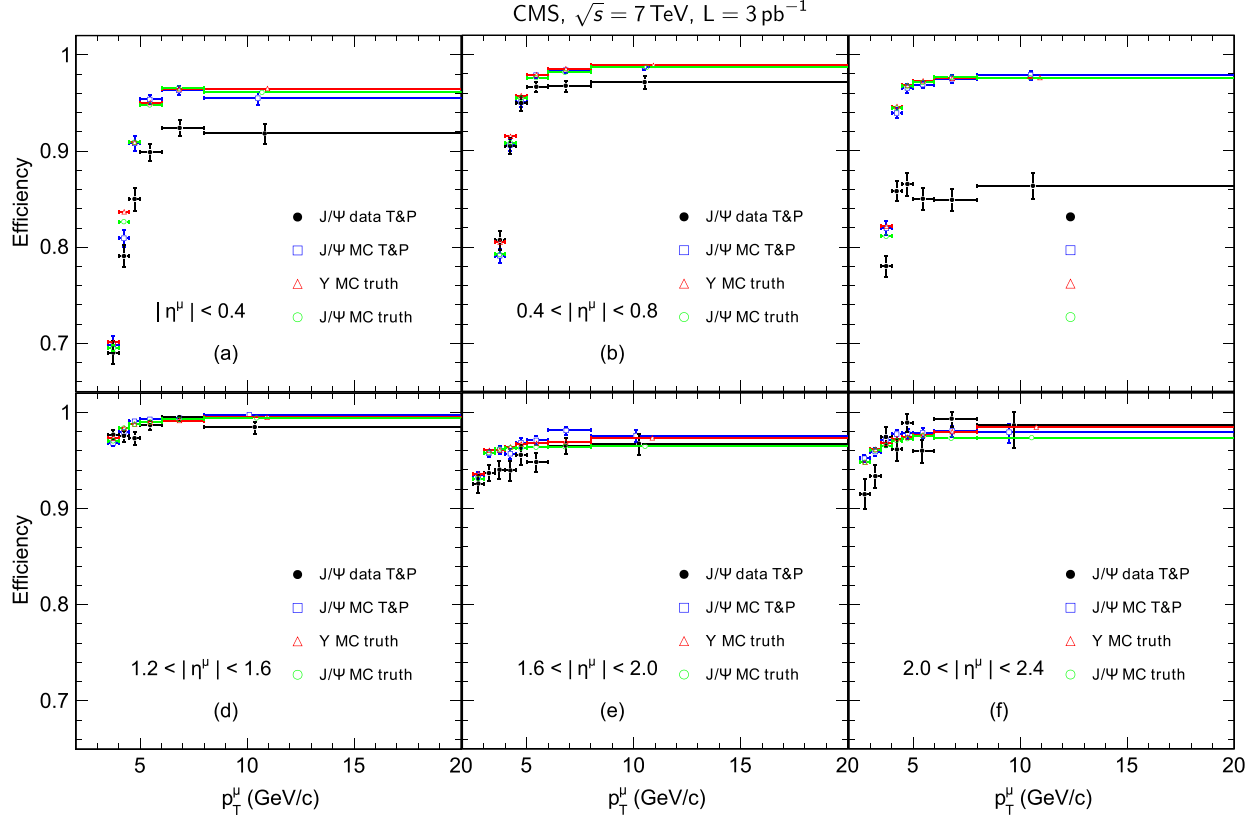 CMS, √s = 7 TeV, L = 3 pb⁻¹
Efficiency
1
0.9
0.8
0.7
J/Ψ data T&P
J/Ψ MC T&P
Υ MC truth
J/Ψ MC truth
| η^μ | < 0.4
(a)
J/Ψ data T&P
J/Ψ MC T&P
Υ MC truth
J/Ψ MC truth
0.4 < | η^μ | < 0.8
(b)
Efficiency
1
0.9
0.8
0.7
J/Ψ data T&P
J/Ψ MC T&P
Υ MC truth
J/Ψ MC truth
1.2 < | η^μ | < 1.6
(d)
J/Ψ data T&P
J/Ψ MC T&P
Υ MC truth
J/Ψ MC truth
1.6 < | η^μ | < 2.0
(e)
J/Ψ data T&P
J/Ψ MC T&P
Υ MC truth
J/Ψ MC truth
2.0 < | η^μ | < 2.4
(f)
5 10 15 20 5 10 15 20 5 10 15 20
p_T^μ (GeV/c) p_T^μ (GeV/c) p_T^μ (GeV/c)